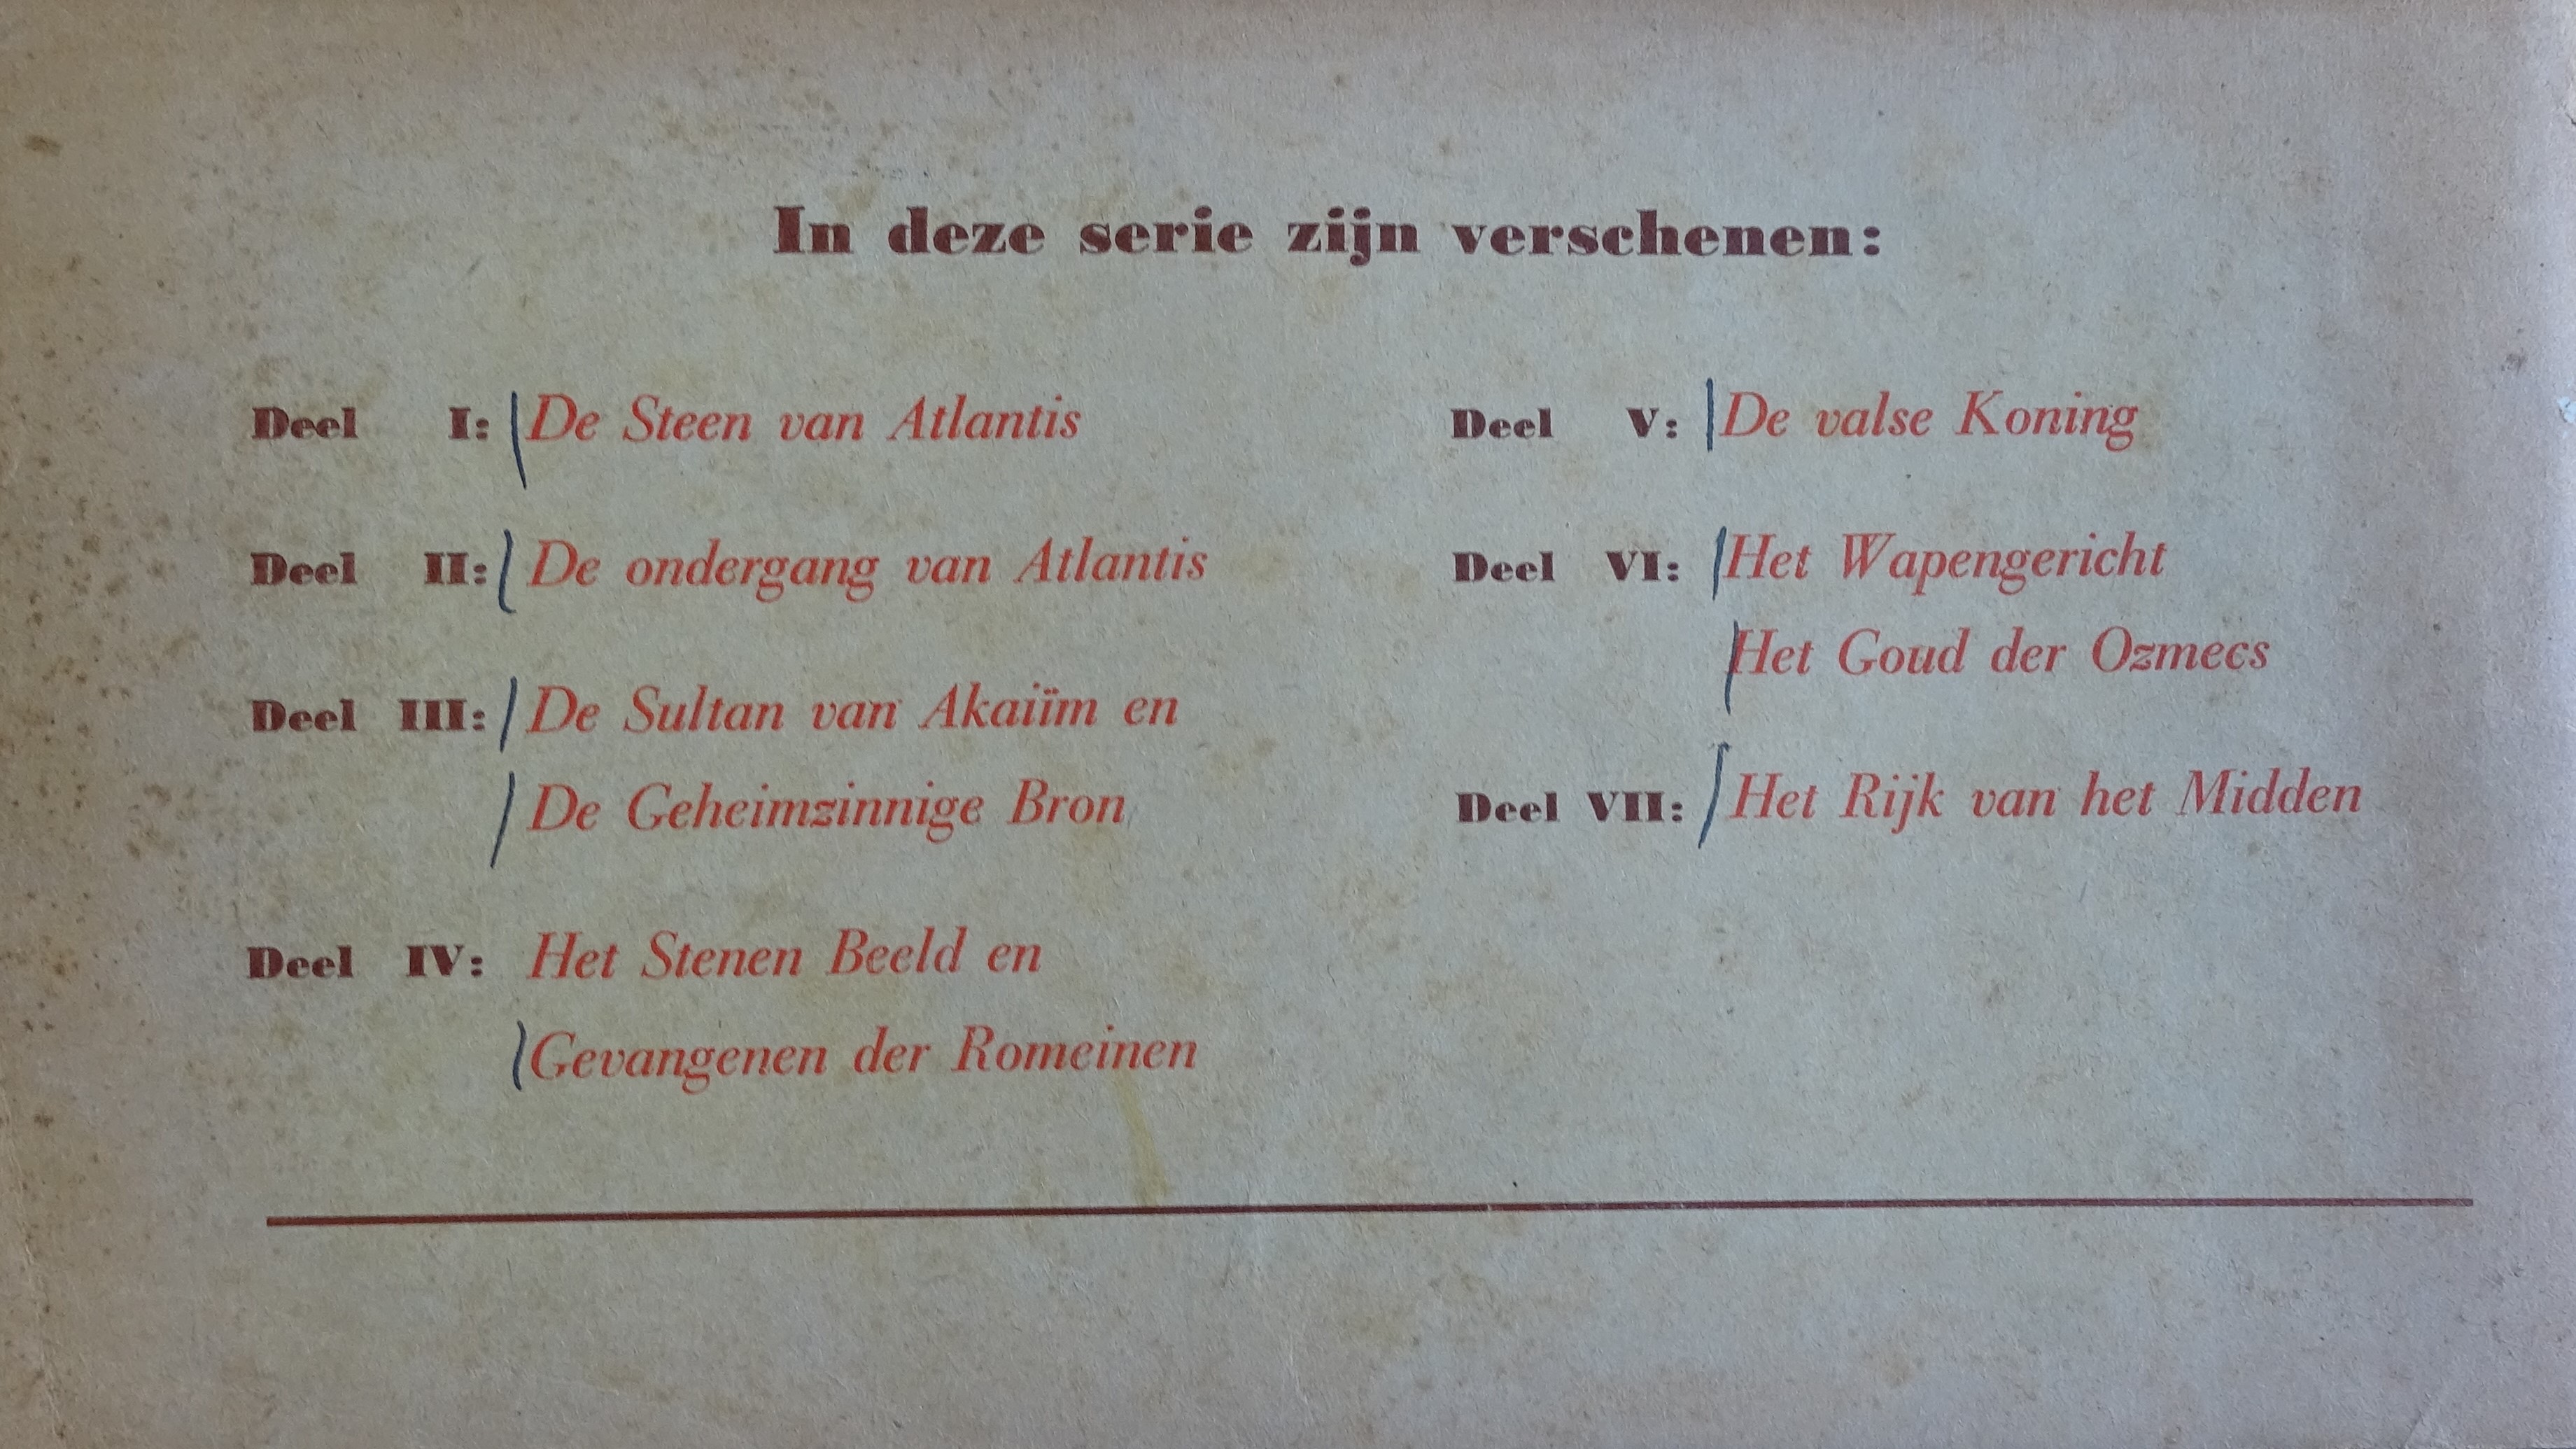 In deze serie zijn verschenen:
Deel I: De Steen van Atlantis
Deel II: De ondergang van Atlantis
Deel III: De Sultan van Akaiïm en
De Geheimzinnige Bron
Deel IV: Het Stenen Beeld en
Gevangenen der Romeinen
Deel V: De valse Koning
Deel VI: Het Wapengericht
Het Goud der Ozmecs
Deel VII: Het Rijk van het Midden